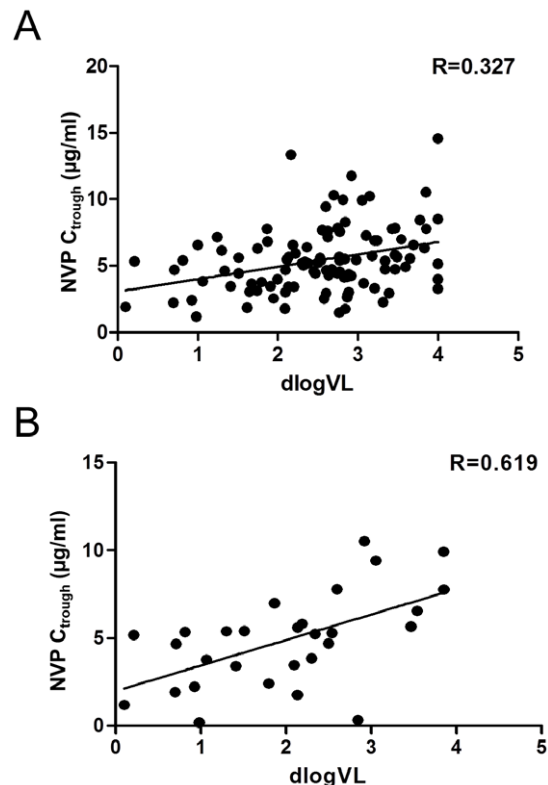 A
R=0.327
NVP Ctrough (µg/ml)
20
15
10
5
0
0 1 2 3 4 5
dlogVL
B
R=0.619
NVP Ctrough (µg/ml)
15
10
5
0
0 1 2 3 4 5
dlogVL